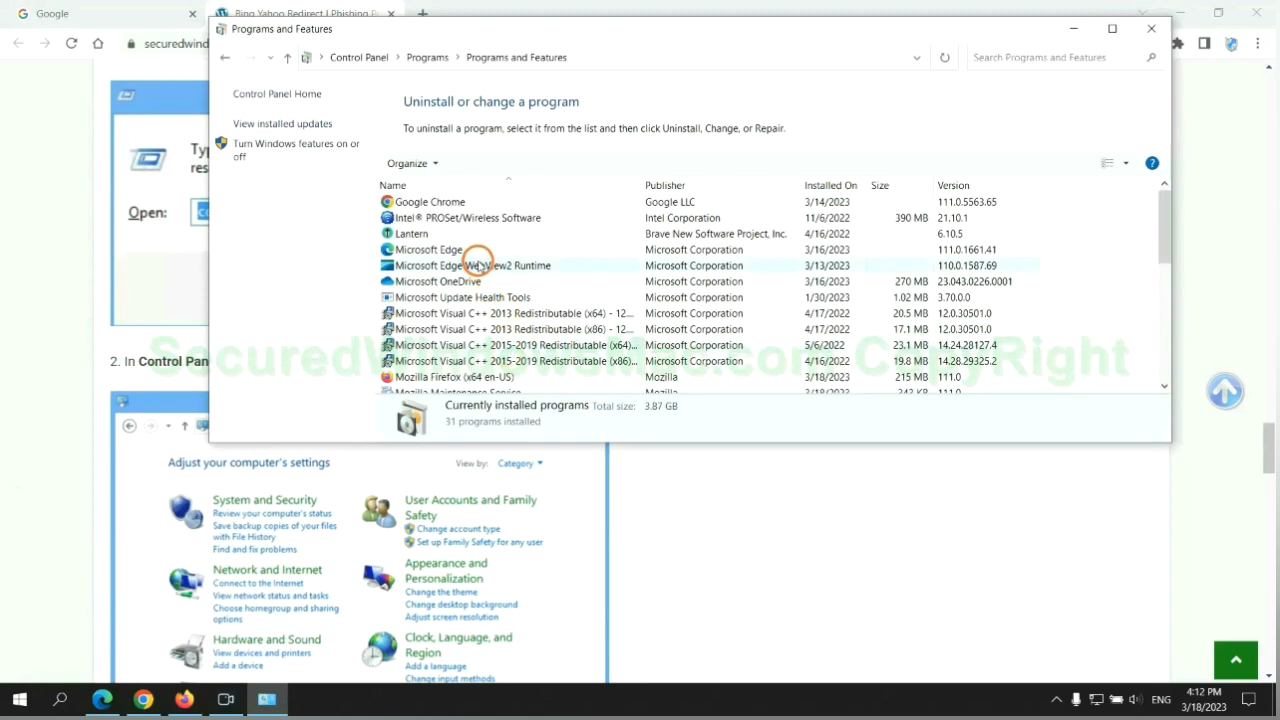 Google
Bing Yahoo Redirect | Phishing P
securedwind
Typ
res
Open:
2. In Control Pan
Programs and Features
Control Panel > Programs > Programs and Features
Search Programs and Features
Control Panel Home
View installed updates
Turn Windows features on or
off
Uninstall or change a program
To uninstall a program, select it from the list and then click Uninstall, Change, or Repair.
Organize
Name Publisher Installed On Size Version
Google Chrome Google LLC 3/14/2023 111.0.5563.65
Intel® PROSet/Wireless Software Intel Corporation 11/6/2022 390 MB 21.10.1
Lantern Brave New Software Project, Inc. 4/16/2022 6.10.5
Microsoft Edge Microsoft Corporation 3/16/2023 111.0.1661.41
Microsoft Edge WebView2 Runtime Microsoft Corporation 3/13/2023 110.0.1587.69
Microsoft OneDrive Microsoft Corporation 3/16/2023 270 MB 23.043.0226.0001
Microsoft Update Health Tools Microsoft Corporation 1/30/2023 1.02 MB 3.70.0.0
Microsoft Visual C++ 2013 Redistributable (x64) - 12.... Microsoft Corporation 4/17/2022 20.5 MB 12.0.30501.0
Microsoft Visual C++ 2013 Redistributable (x86) - 12.... Microsoft Corporation 4/17/2022 17.1 MB 12.0.30501.0
Microsoft Visual C++ 2015-2019 Redistributable (x64)... Microsoft Corporation 5/6/2022 23.1 MB 14.24.28127.4
Microsoft Visual C++ 2015-2019 Redistributable (x86)... Microsoft Corporation 4/16/2022 19.8 MB 14.28.29325.2
Mozilla Firefox (x64 en-US) Mozilla 3/18/2023 215 MB 111.0
Mozilla Maintenance Service Mozilla 3/18/2023 343 KB 111.0
Currently installed programs Total size: 3.87 GB
31 programs installed
Adjust your computer's settings
View by: Category
System and Security
Review your computer's status
Save backup copies of your files
with File History
Find and fix problems
Network and Internet
Connect to the Internet
View network status and tasks
Choose homegroup and sharing
options
Hardware and Sound
View devices and printers
Add a device
User Accounts and Family
Safety
Change account type
Set up Family Safety for any user
Appearance and
Personalization
Change the theme
Change desktop background
Adjust screen resolution
Clock, Language, and
Region
Add a language
Change input methods
ENG
4:12 PM
3/18/2023